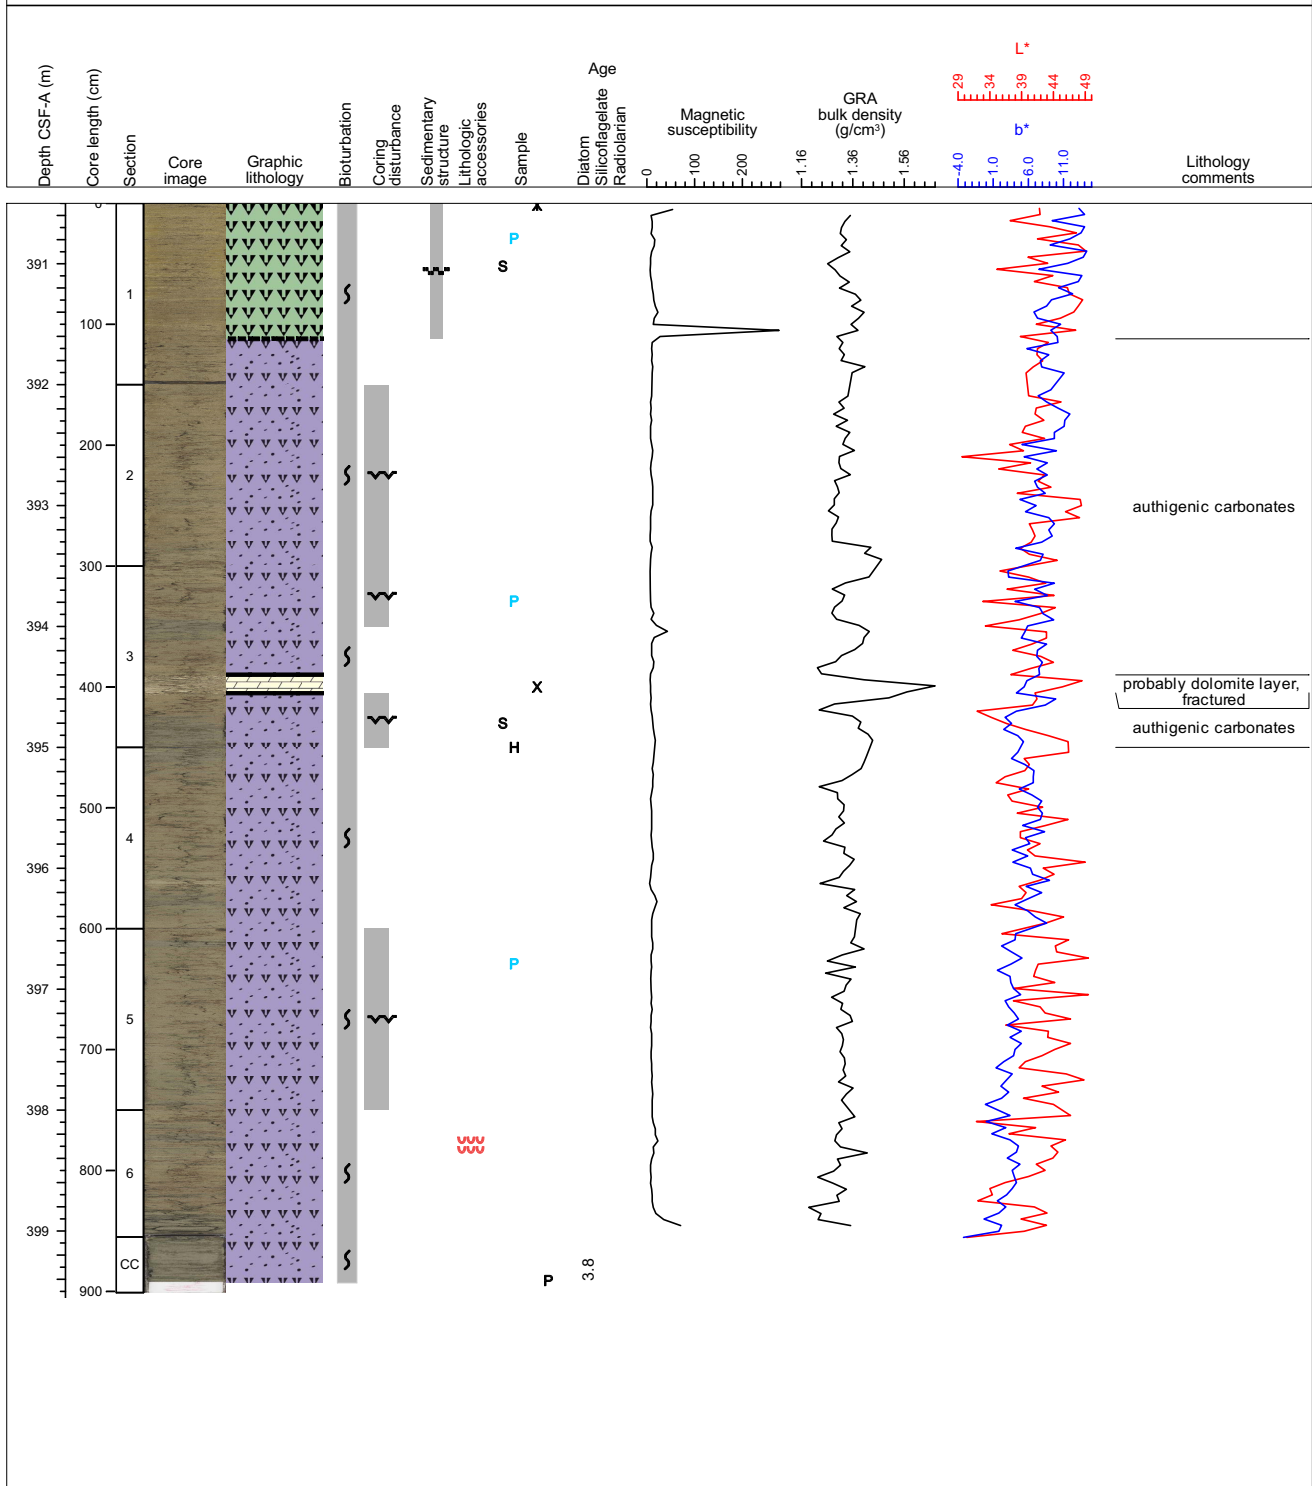 Depth CSF-A (m)
Core length (cm)
Section
Core
image
Graphic
lithology
Bioturbation
Coring
disturbance
Sedimentary
structure
Lithologic
accessories
Sample
Age
Diatom
Silicoflagelate
Radiolarian
Magnetic
susceptibility
0 100 200
GRA
bulk density
(g/cm³)
1.16 1.36 1.56
L*
29 34 39 44 49
b*
-4.0 1.0 6.0 11.0
Lithology
comments
0
X
P
391
S
1
100
392
200
2
393
authigenic carbonates
300
P
394
3
400
X
probably dolomite layer,
fractured
S
authigenic carbonates
395
H
500
4
396
600
P
397
5
700
398
800
6
399
CC
3.8
P
900